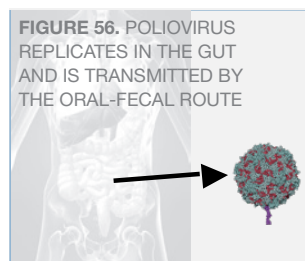 FIGURE 56. POLIOVIRUS
REPLICATES IN THE GUT
AND IS TRANSMITTED BY
THE ORAL-FECAL ROUTE